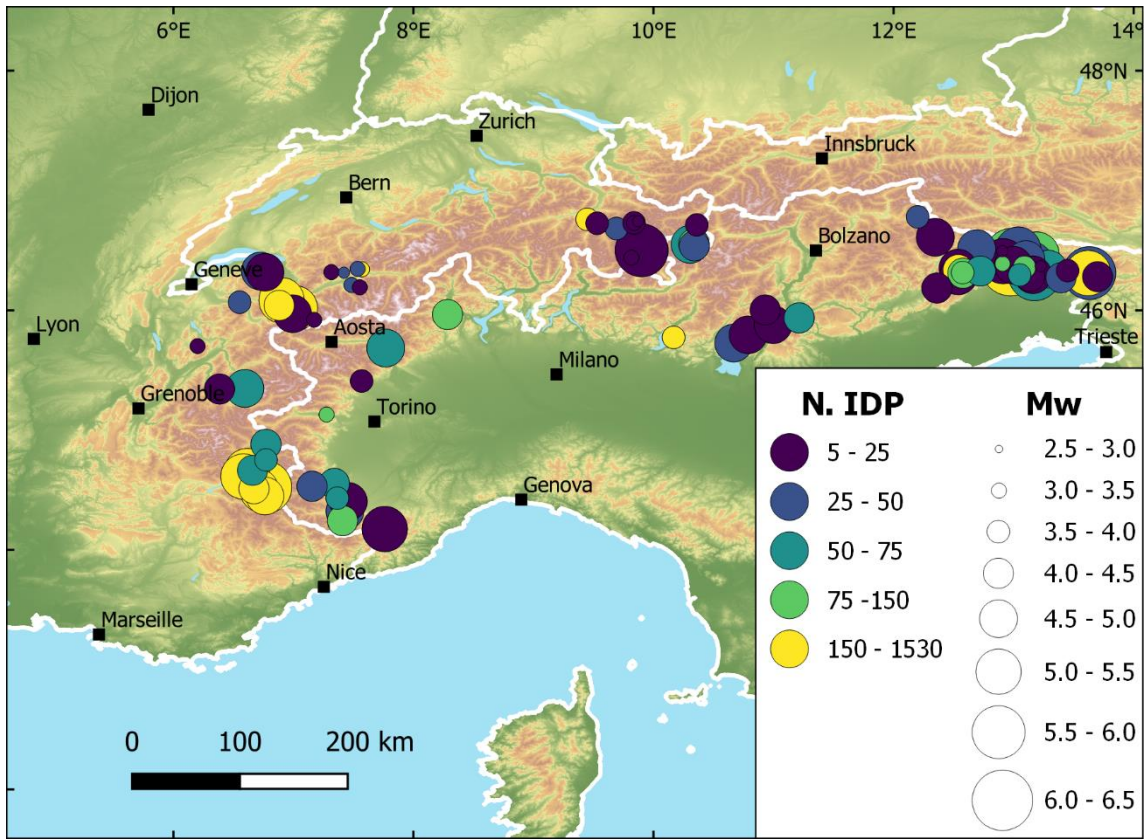 6°E 8°E 10°E 12°E 14°
48°N
Dijon
Zurich
Innsbruck
Bern
Bolzano
Geneve
46°N
Lyon
Aosta
Trieste
Milano
Grenoble
Torino
Genova
Nice
Marseille
0 100 200 km
N. IDP
5 - 25
25 - 50
50 - 75
75 -150
150 - 1530
Mw
2.5 - 3.0
3.0 - 3.5
3.5 - 4.0
4.0 - 4.5
4.5 - 5.0
5.0 - 5.5
5.5 - 6.0
6.0 - 6.5